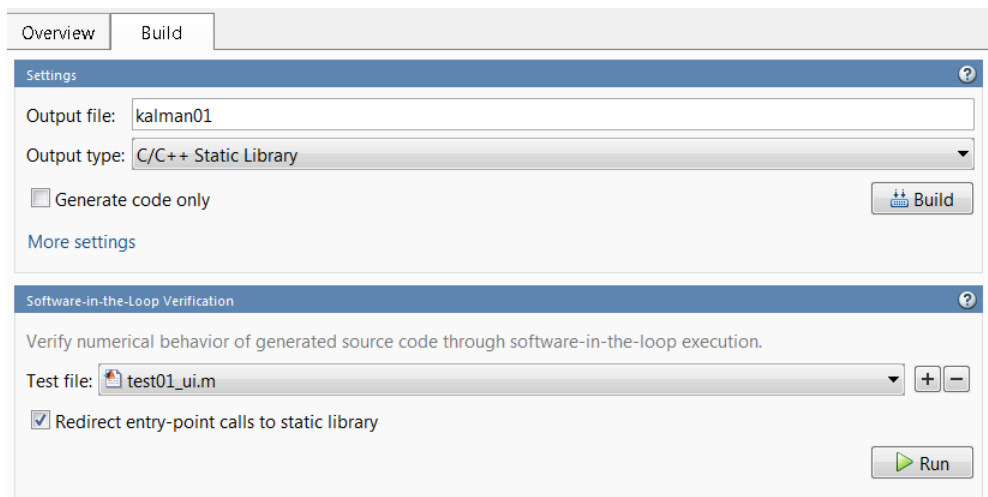 Overview Build
Settings ?
Output file: kalman01
Output type: C/C++ Static Library
Generate code only Build
More settings
Software-in-the-Loop Verification ?
Verify numerical behavior of generated source code through software-in-the-loop execution.
Test file: test01_ui.m + −
Redirect entry-point calls to static library
Run